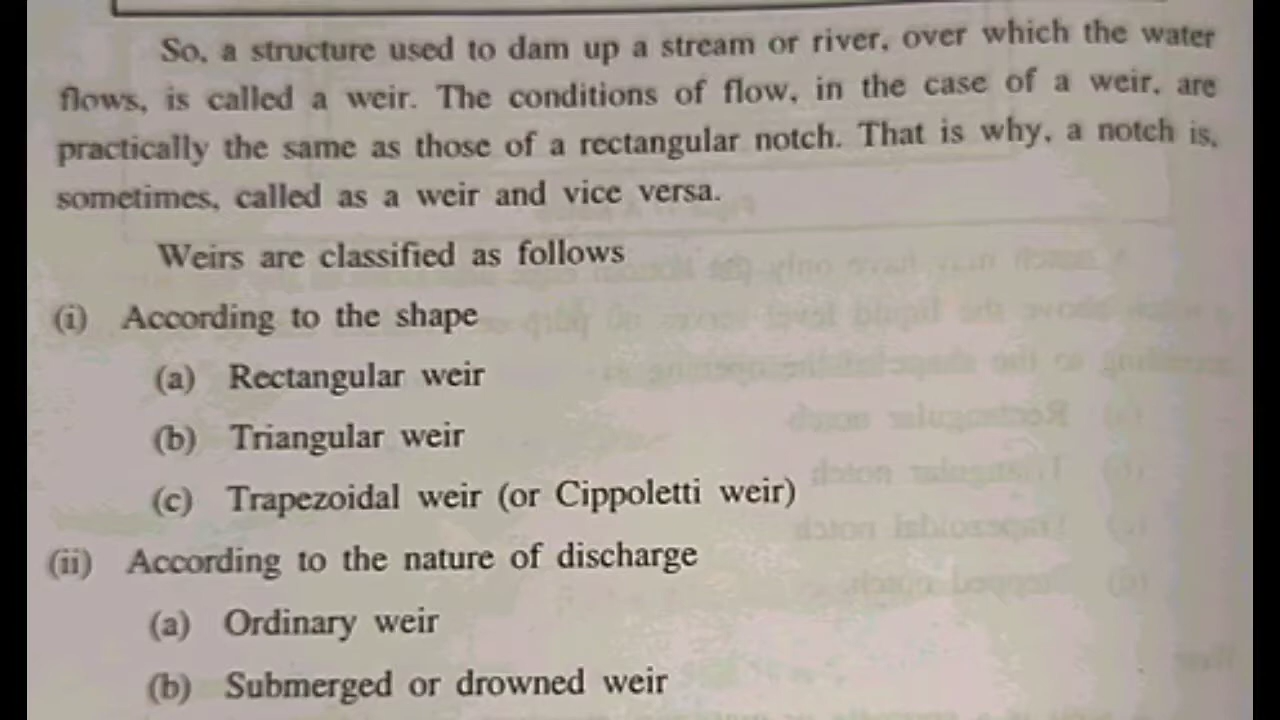 So, a structure used to dam up a stream or river, over which the water
flows, is called a weir. The conditions of flow, in the case of a weir, are
practically the same as those of a rectangular notch. That is why, a notch is,
sometimes, called as a weir and vice versa.
Weirs are classified as follows
(i) According to the shape
(a) Rectangular weir
(b) Triangular weir
(c) Trapezoidal weir (or Cippoletti weir)
(ii) According to the nature of discharge
(a) Ordinary weir
(b) Submerged or drowned weir